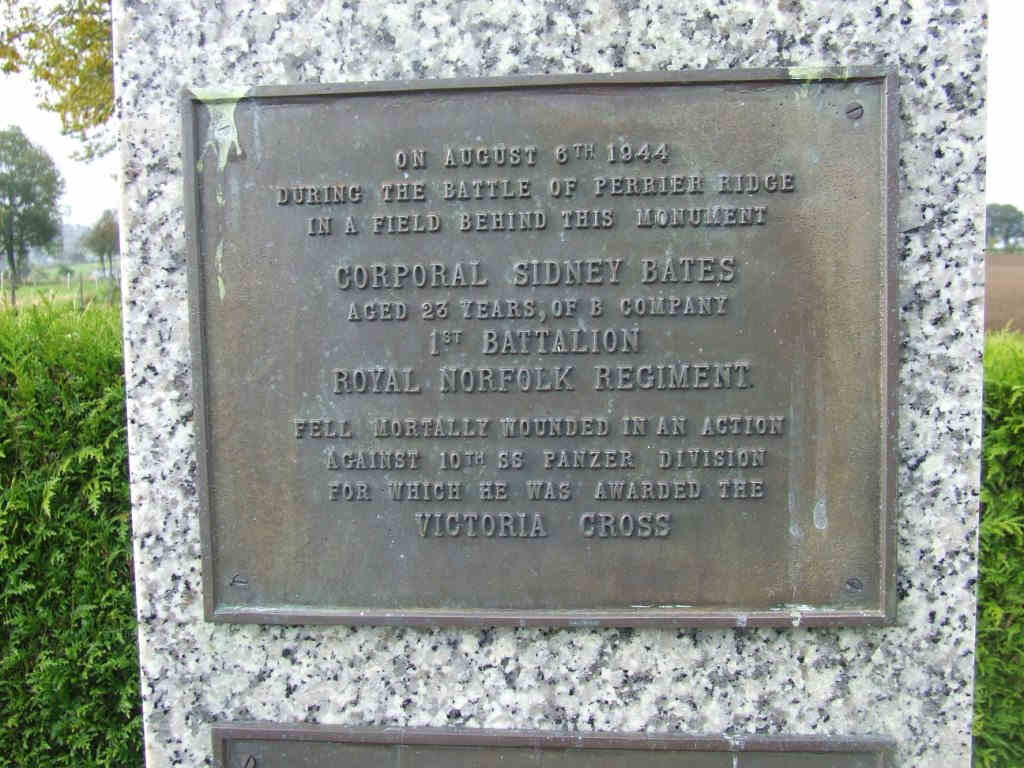 ON AUGUST 6TH 1944
DURING THE BATTLE OF PERRIER RIDGE
IN A FIELD BEHIND THIS MONUMENT
CORPORAL SIDNEY BATES
AGED 23 YEARS, OF B COMPANY
1ST BATTALION
ROYAL NORFOLK REGIMENT.
FELL MORTALLY WOUNDED IN AN ACTION
AGAINST 10TH SS PANZER DIVISION
FOR WHICH HE WAS AWARDED THE
VICTORIA CROSS